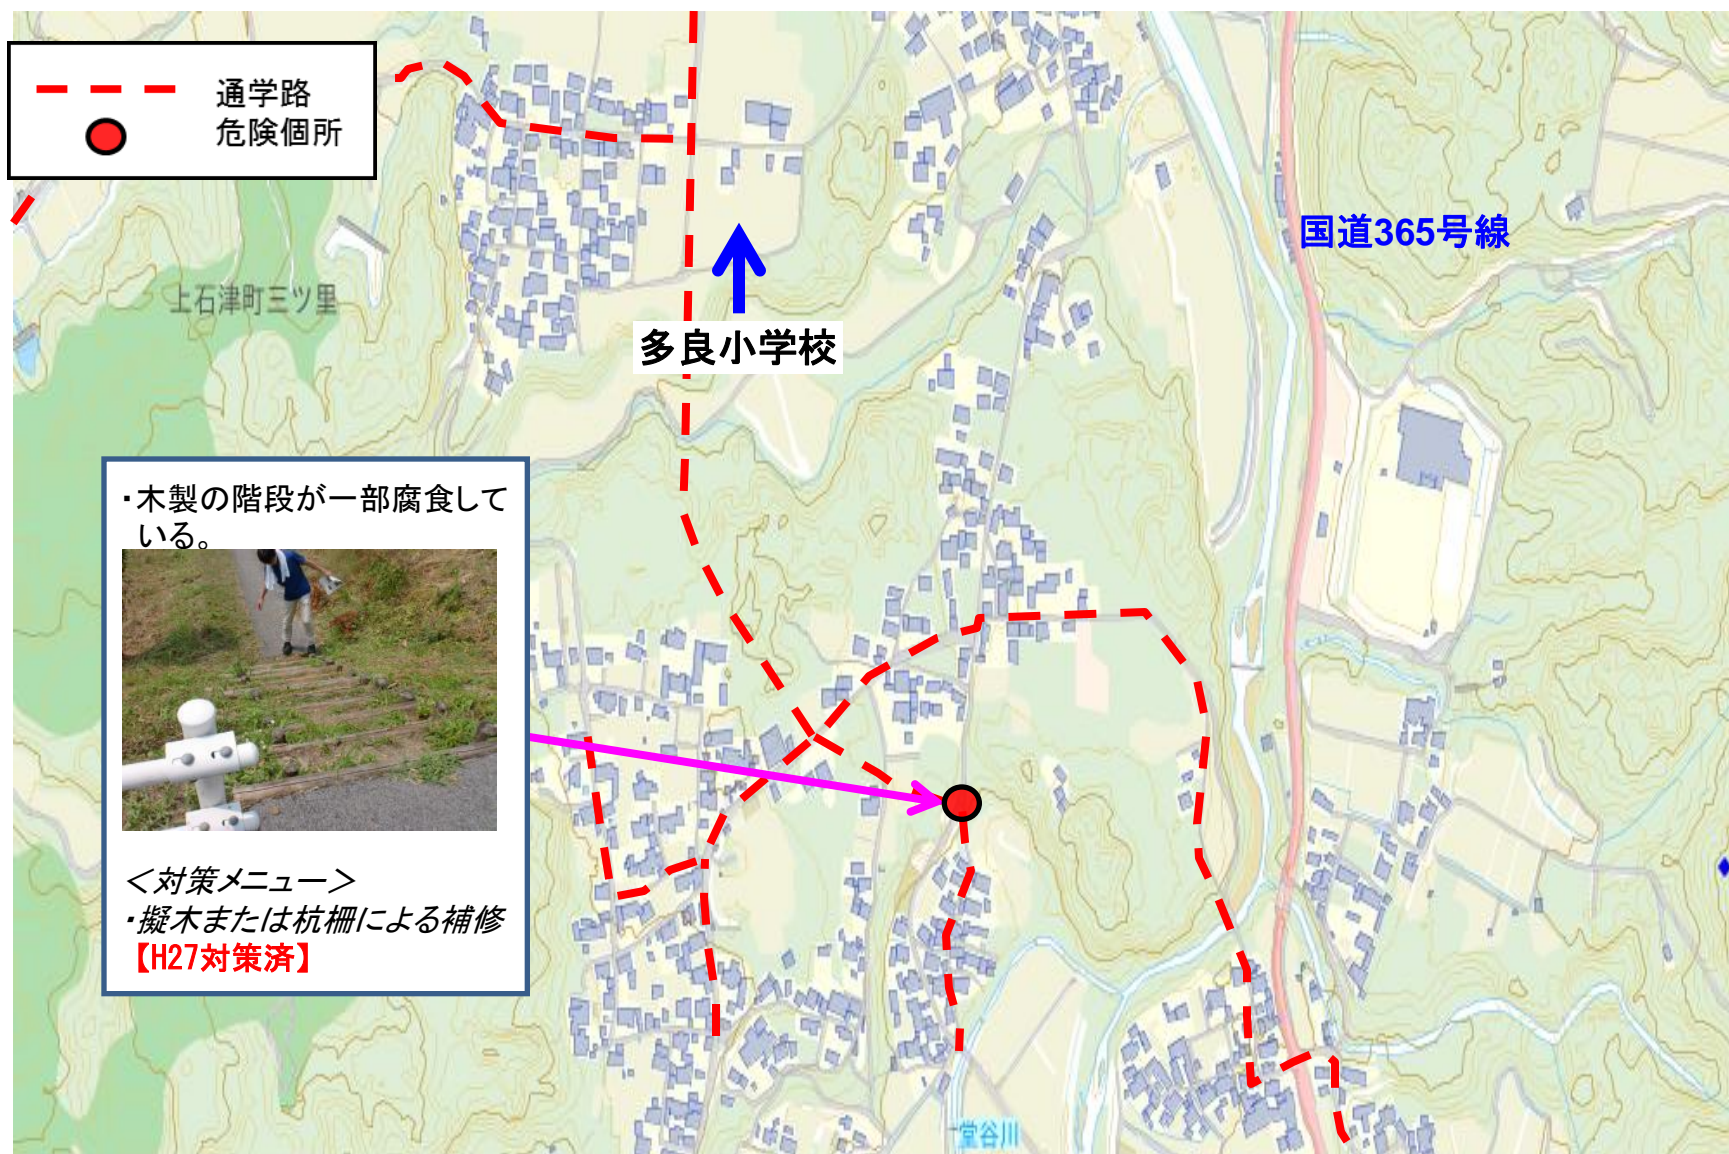 通学路
危険個所
国道365号線
上石津町三ツ里
多良小学校
・木製の階段が一部腐食して
いる。
＜対策メニュー＞
・擬木または杭柵による補修
【H27対策済】
堂谷川